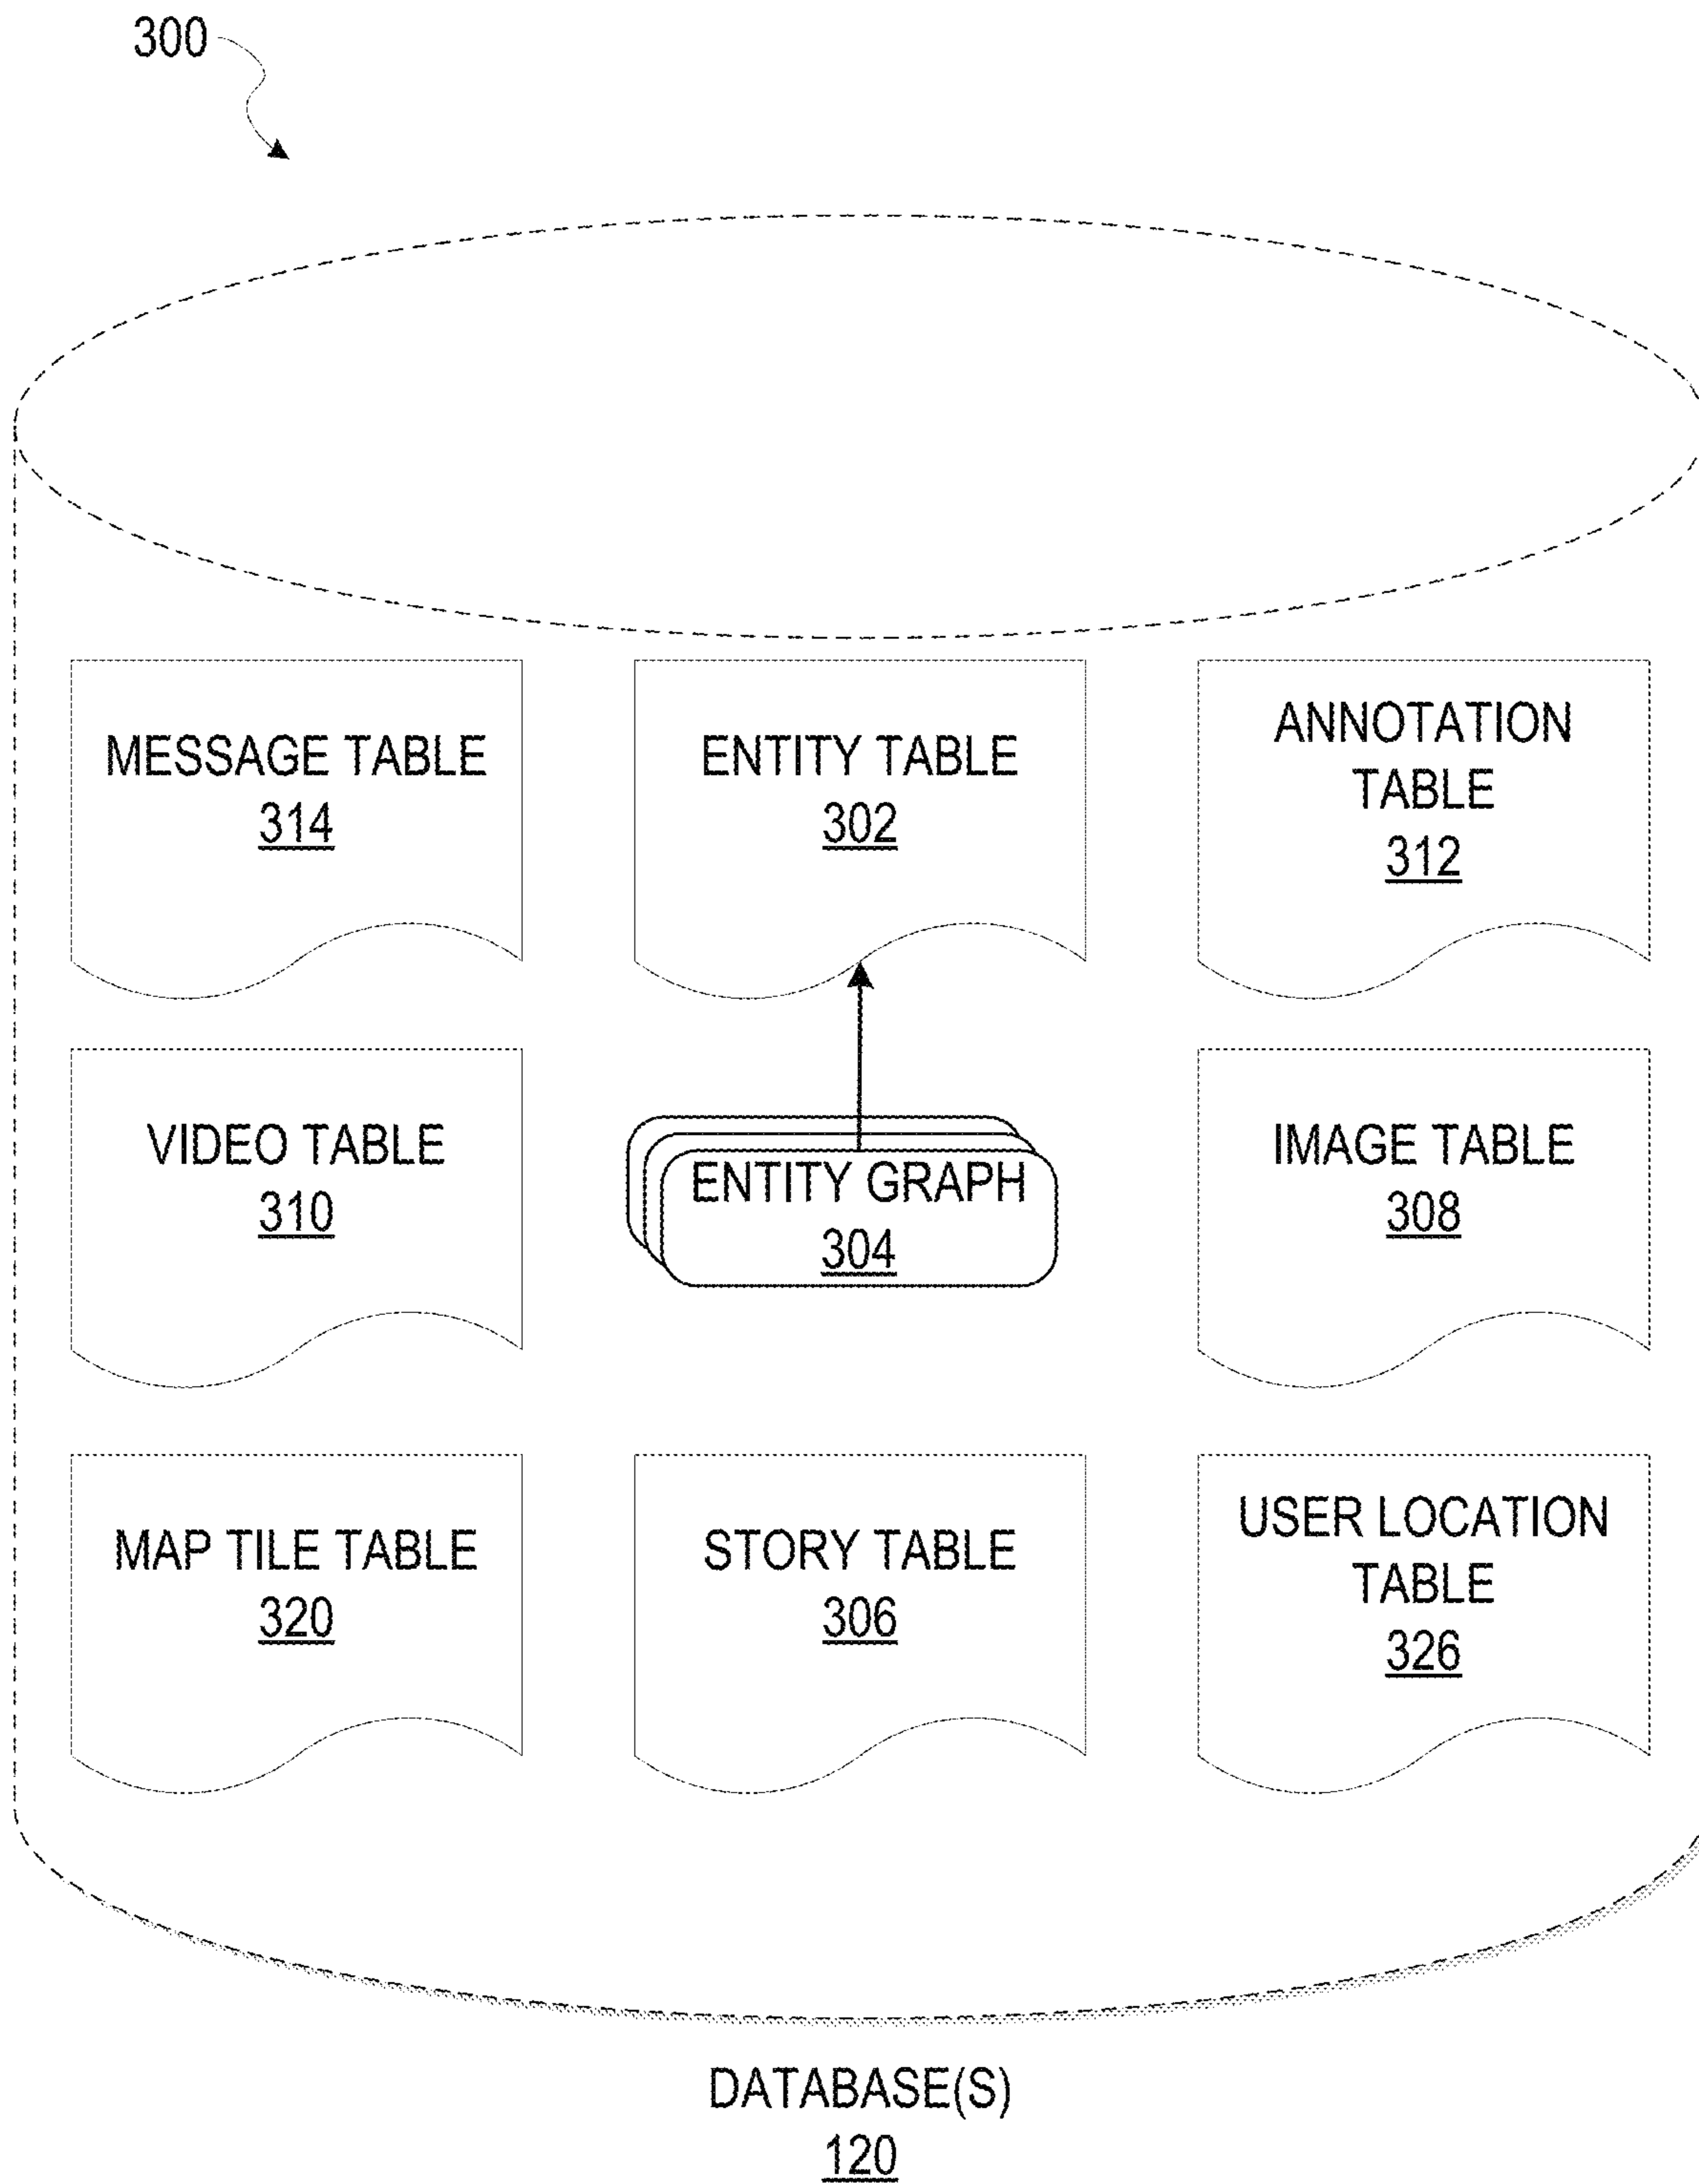 300
MESSAGE TABLE
314
ENTITY TABLE
302
ANNOTATION
TABLE
312
VIDEO TABLE
310
ENTITY GRAPH
304
IMAGE TABLE
308
MAP TILE TABLE
320
STORY TABLE
306
USER LOCATION
TABLE
326
DATABASE(S)
120